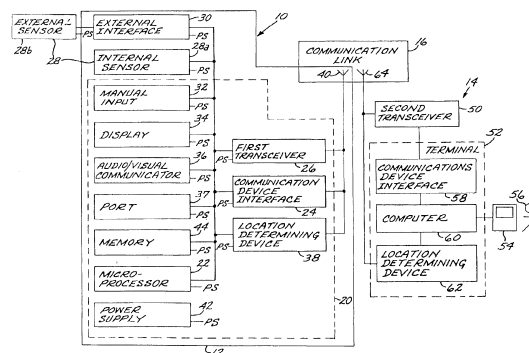 EXTERNAL
SENSOR
28b
28
PS
EXTERNAL
INTERFACE
30
PS
INTERNAL
SENSOR
28a
PS
MANUAL
INPUT
32
PS
DISPLAY
34
PS
AUDIO/VISUAL
COMMUNICATOR
36
PS
PORT
37
PS
MEMORY
44
PS
MICRO-
PROCESSOR
22
PS
POWER
SUPPLY
42
PS
10
COMMUNICATION
LINK
16
40
64
PS
FIRST
TRANSCEIVER
26
PS
COMMUNICATION
DEVICE
INTERFACE
24
PS
LOCATION
DETERMINING
DEVICE
38
20
12
14
SECOND
TRANSCEIVER
50
52
TERMINAL
COMMUNICATIONS
DEVICE
INTERFACE
58
COMPUTER
60
LOCATION
DETERMINING
DEVICE
62
54
56